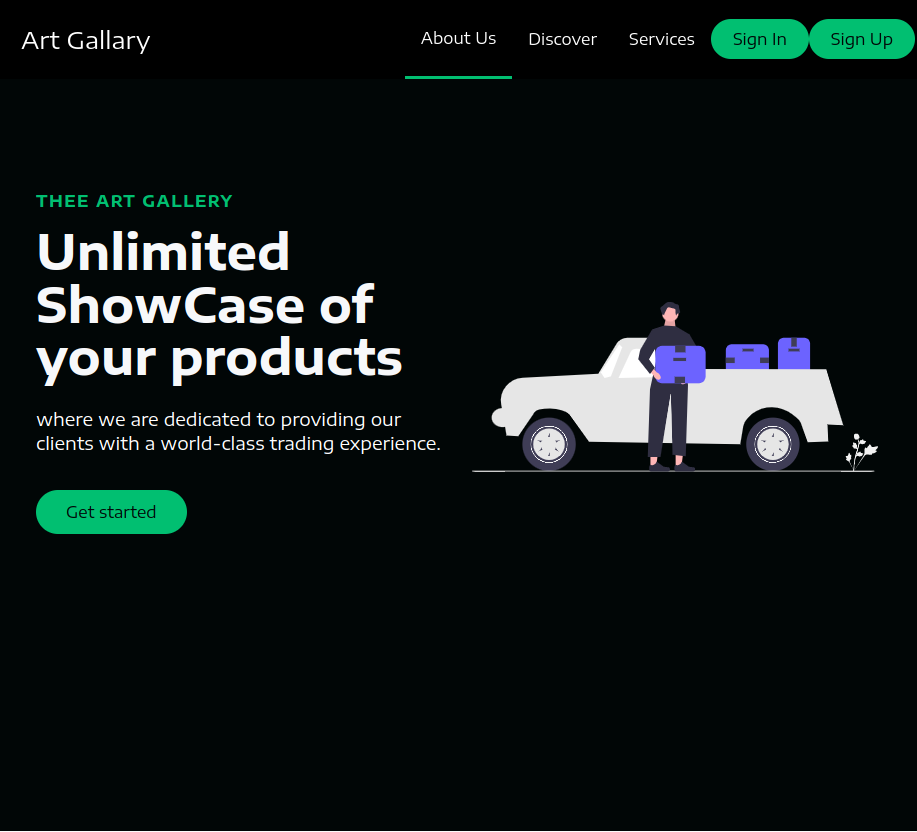 Art Gallary
About Us
Discover
Services
Sign In
Sign Up
THEE ART GALLERY
Unlimited
ShowCase of
your products
where we are dedicated to providing our
clients with a world-class trading experience.
Get started